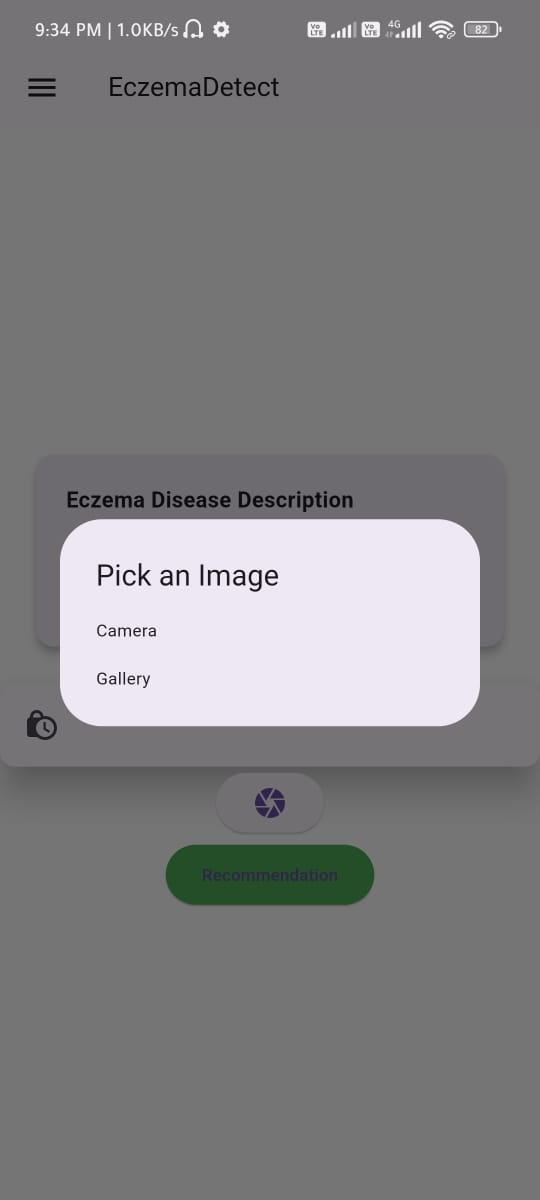 9:34 PM | 1.0KB/s
Vo LTE Vo LTE 4G 82
EczemaDetect
Eczema Disease Description
Pick an Image
Camera
Gallery
Recommendation